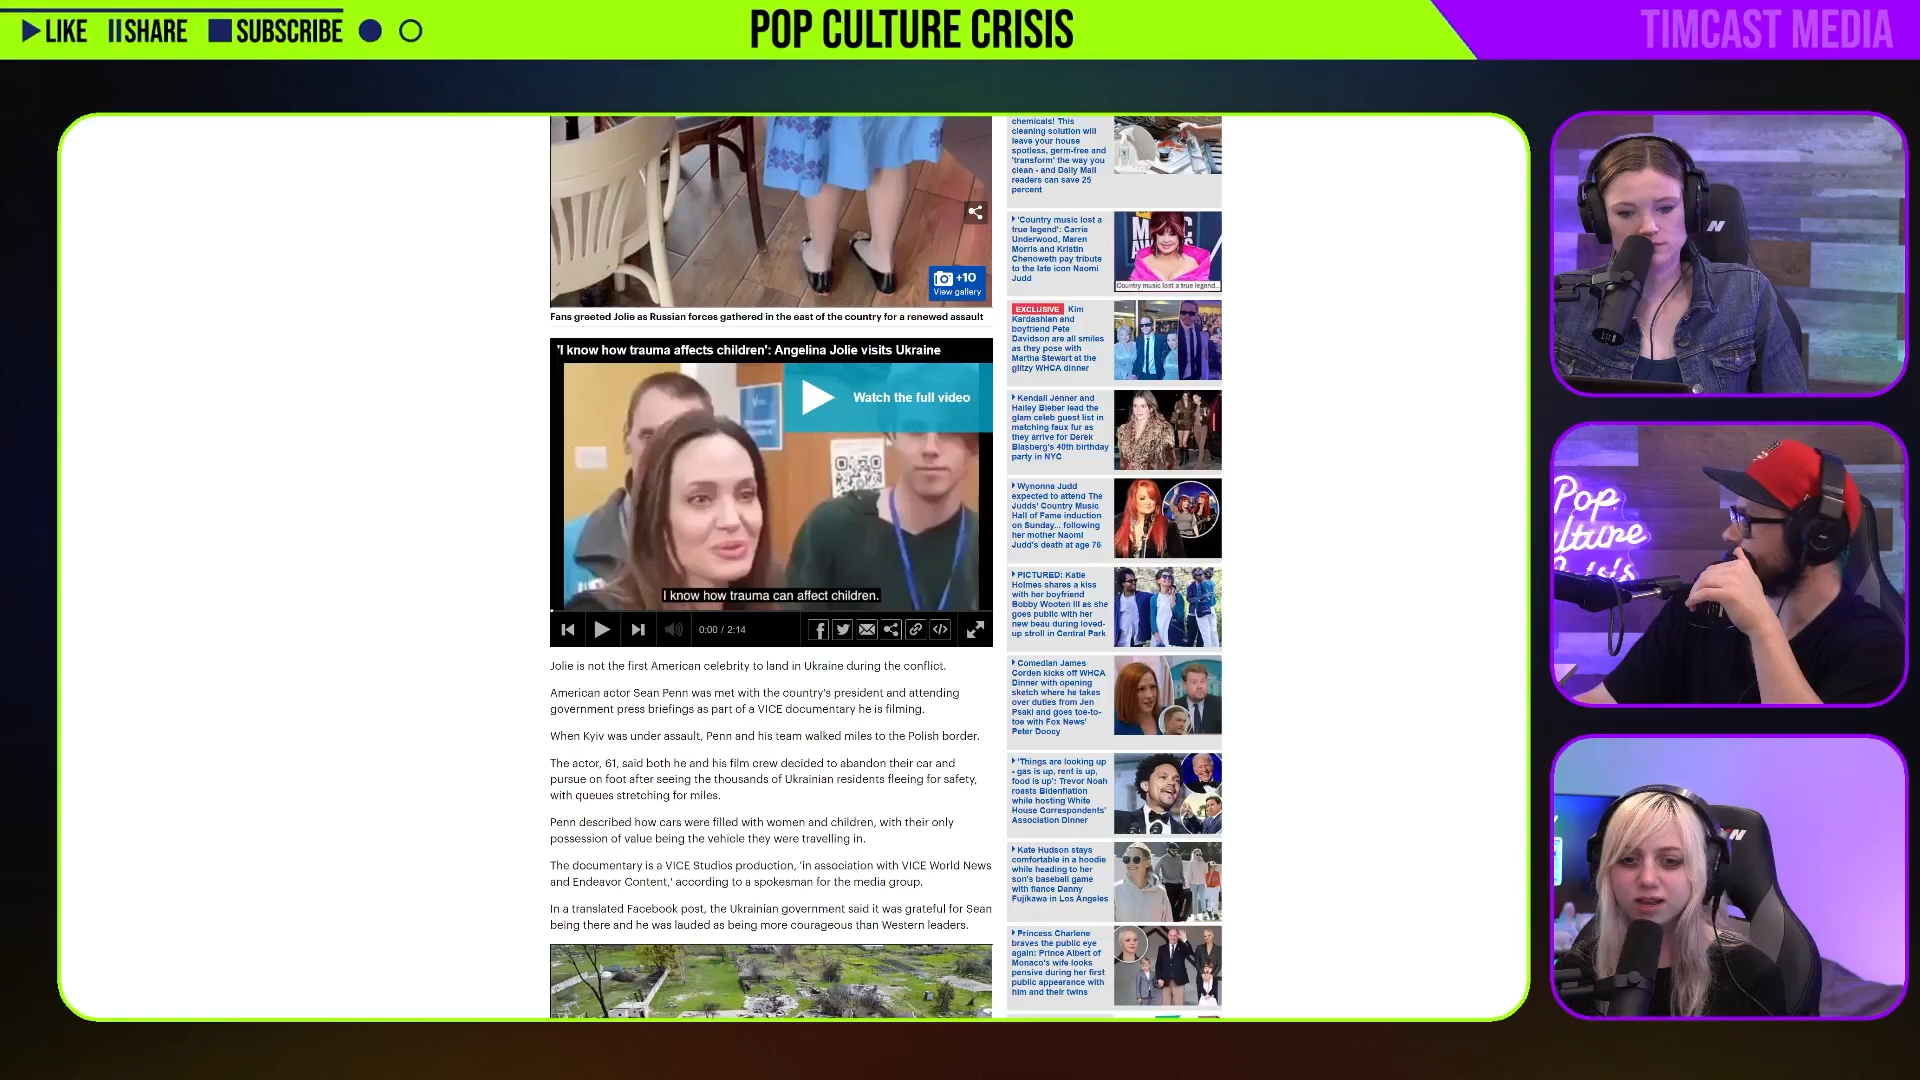 LIKE SHARE SUBSCRIBE
POP CULTURE CRISIS
TIMCAST MEDIA
+10
View gallery
Fans greeted Jolie as Russian forces gathered in the east of the country for a renewed assault
'I know how trauma affects children': Angelina Jolie visits Ukraine
Watch the full video
I know how trauma can affect children.
0:00 / 2:14
Jolie is not the first American celebrity to land in Ukraine during the conflict.
American actor Sean Penn was met with the country's president and attending
government press briefings as part of a VICE documentary he is filming.
When Kyiv was under assault, Penn and his team walked miles to the Polish border.
The actor, 61, said both he and his film crew decided to abandon their car and
pursue on foot after seeing the thousands of Ukrainian residents fleeing for safety,
with queues stretching for miles.
Penn described how cars were filled with women and children, with their only
possession of value being the vehicle they were travelling in.
The documentary is a VICE Studios production, 'in association with VICE World News
and Endeavor Content,' according to a spokesman for the media group.
In a translated Facebook post, the Ukrainian government said it was grateful for Sean
being there and he was lauded as being more courageous than Western leaders.
chemicals! This
cleaning solution will
leave your house
spotless, germ-free and
'transform' the way you
clean - and Daily Mail
readers can save 25
percent
'Country music lost a
true legend': Carrie
Underwood, Maren
Morris and Kristin
Chenoweth pay tribute
to the late icon Naomi
Judd
Country music lost a true legend...
EXCLUSIVE Kim
Kardashian and
boyfriend Pete
Davidson are all smiles
as they pose with
Martha Stewart at the
glitzy WHCA dinner
Kendall Jenner and
Hailey Bieber lead the
glam celeb guest list in
matching faux fur as
they arrive for Derek
Blasberg's 40th birthday
party in NYC
Wynonna Judd
expected to attend The
Judds' Country Music
Hall of Fame induction
on Sunday... following
her mother Naomi
Judd's death at age 76
PICTURED: Katie
Holmes shares a kiss
with her boyfriend
Bobby Wooten III as she
goes public with her
new beau during loved-
up stroll in Central Park
Comedian James
Corden kicks off WHCA
Dinner with opening
sketch where he takes
over duties from Jen
Psaki and goes toe-to-
toe with Fox News'
Peter Doocy
'Things are looking up
- gas is up, rent is up,
food is up': Trevor Noah
roasts Bidenflation
while hosting White
House Correspondents'
Association Dinner
Kate Hudson stays
comfortable in a hoodie
while heading to her
son's baseball game
with fiance Danny
Fujikawa in Los Angeles
Princess Charlene
braves the public eye
again: Prince Albert of
Monaco's wife looks
pensive during her first
public appearance with
him and their twins
Pop